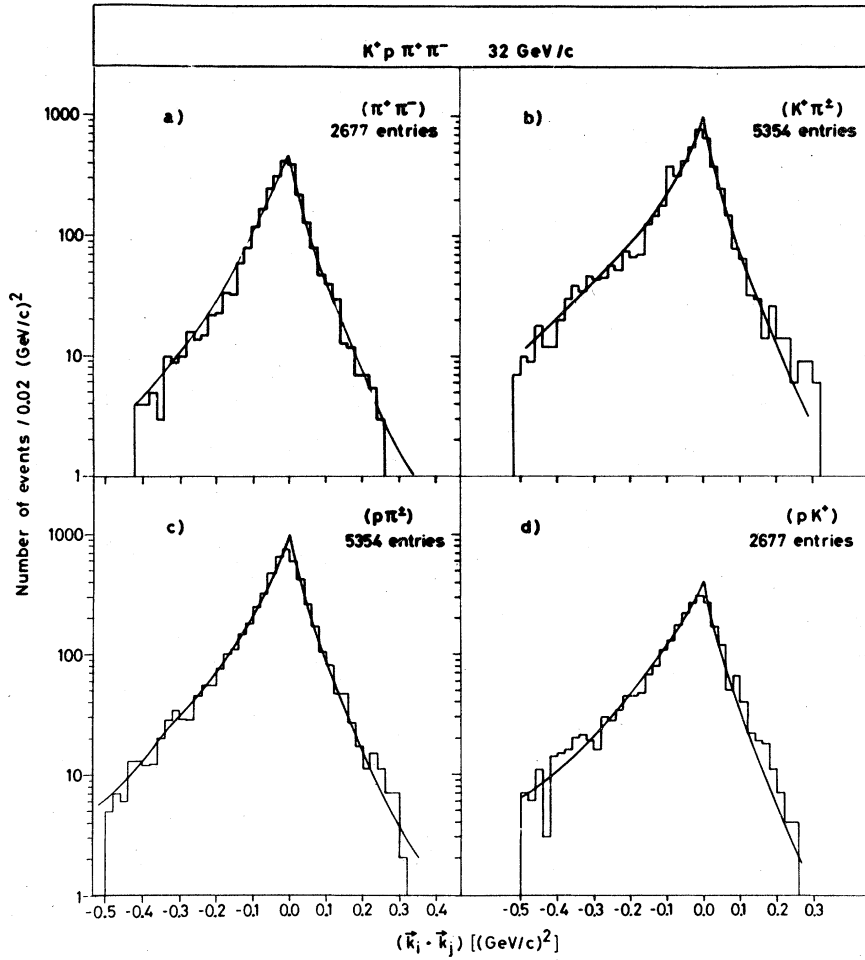 K⁺p π⁺π⁻ 32 GeV/c
a)
(π⁺π⁻)
2677 entries
b)
(K⁺π±)
5354 entries
1000
100
10
1
c)
(pπ±)
5354 entries
d)
(pK⁺)
2677 entries
1000
100
10
1
Number of events / 0.02 (GeV/c)²
-0.5 -0.4 -0.3 -0.2 -0.1 0.0 0.1 0.2 0.3 0.4
-0.5 -0.4 -0.3 -0.2 -0.1 0.0 0.1 0.2 0.3
(k⃗ᵢ · k⃗ⱼ) [(GeV/c)²]